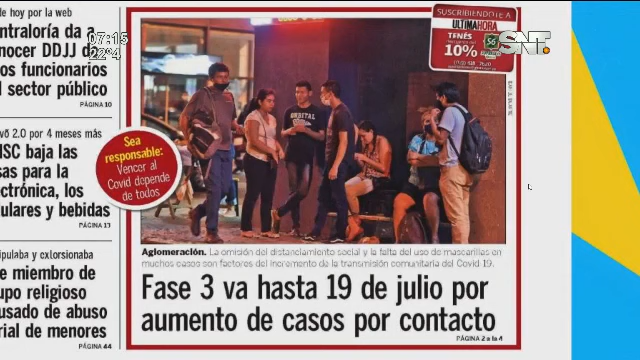 de hoy por la web
ntraloría da a
nocer DDJJ da
os funcionarios
l sector público
PÁGINA 10
vó 2.0 por 4 meses más
SC baja las
sas para la
ctrónica, los
ulares y bebidas
PÁGINA 13
ipulaba y extorsionaba
e miembro de
upo religioso
usado de abuso
rial de menores
PÁGINA 44
07:15
22°4
SUSCRIBIÉNDOTE A
ULTIMAHORA
TENÉS
10%
SNT
Sea
responsable:
Vencer al
Covid depende
de todos
Aglomeración. La omisión del distanciamiento social y la falta del uso de mascarillas en
muchos casos son factores del incremento de la transmisión comunitaria del Covid 19.
Fase 3 va hasta 19 de julio por
aumento de casos por contacto
PÁGINA 2 a la 4